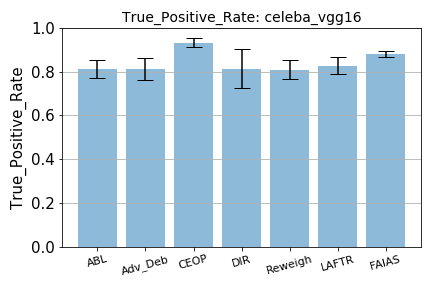 True_Positive_Rate: celeba_vgg16
True_Positive_Rate
1.0
0.8
0.6
0.4
0.2
0.0
ABL
Adv_Deb
CEOP
DIR
Reweigh
LAFTR
FAIAS